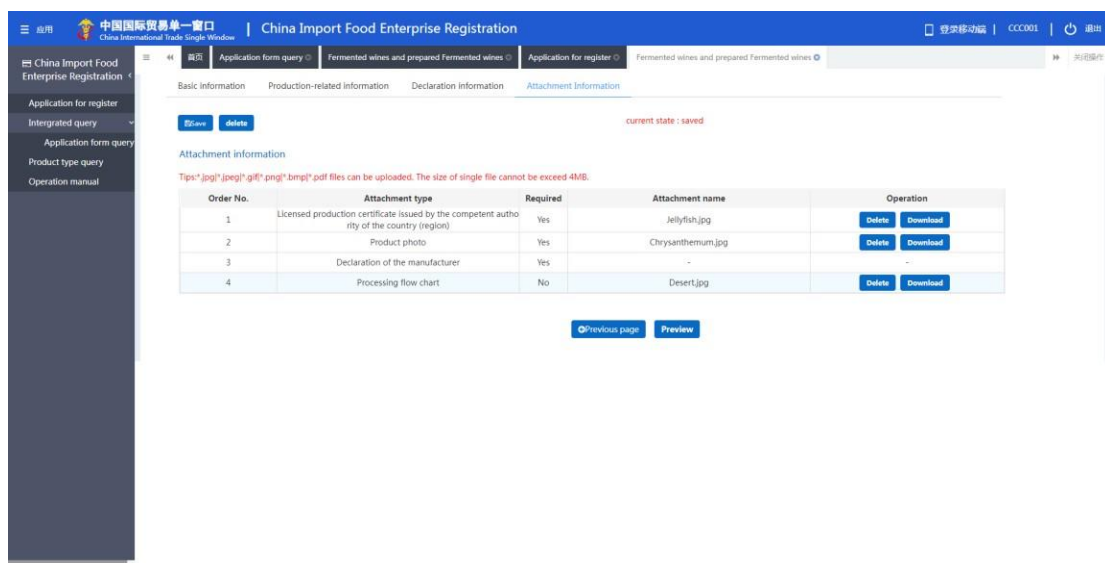 应用
中国国际贸易单一窗口
China International Trade Single Window
China Import Food Enterprise Registration
登录移动端
CCC001
退出
China Import Food
Enterprise Registration
Application for register
Intergrated query
Application form query
Product type query
Operation manual
首页
Application form query
Fermented wines and prepared Fermented wines
Application for register
Fermented wines and prepared Fermented wines
关闭操作
Basic information
Production-related information
Declaration information
Attachment Information
Save
delete
current state : saved
Attachment information
Tips:*.jpg|*.jpeg|*.gif|*.png|*.bmp|*.pdf files can be uploaded. The size of single file cannot be exceed 4MB.
Order No. Attachment type Required Attachment name Operation
1 Licensed production certificate issued by the competent autho
rity of the country (region) Yes Jellyfish.jpg Delete Download
2 Product photo Yes Chrysanthemum.jpg Delete Download
3 Declaration of the manufacturer Yes - -
4 Processing flow chart No Desert.jpg Delete Download
Previous page
Preview